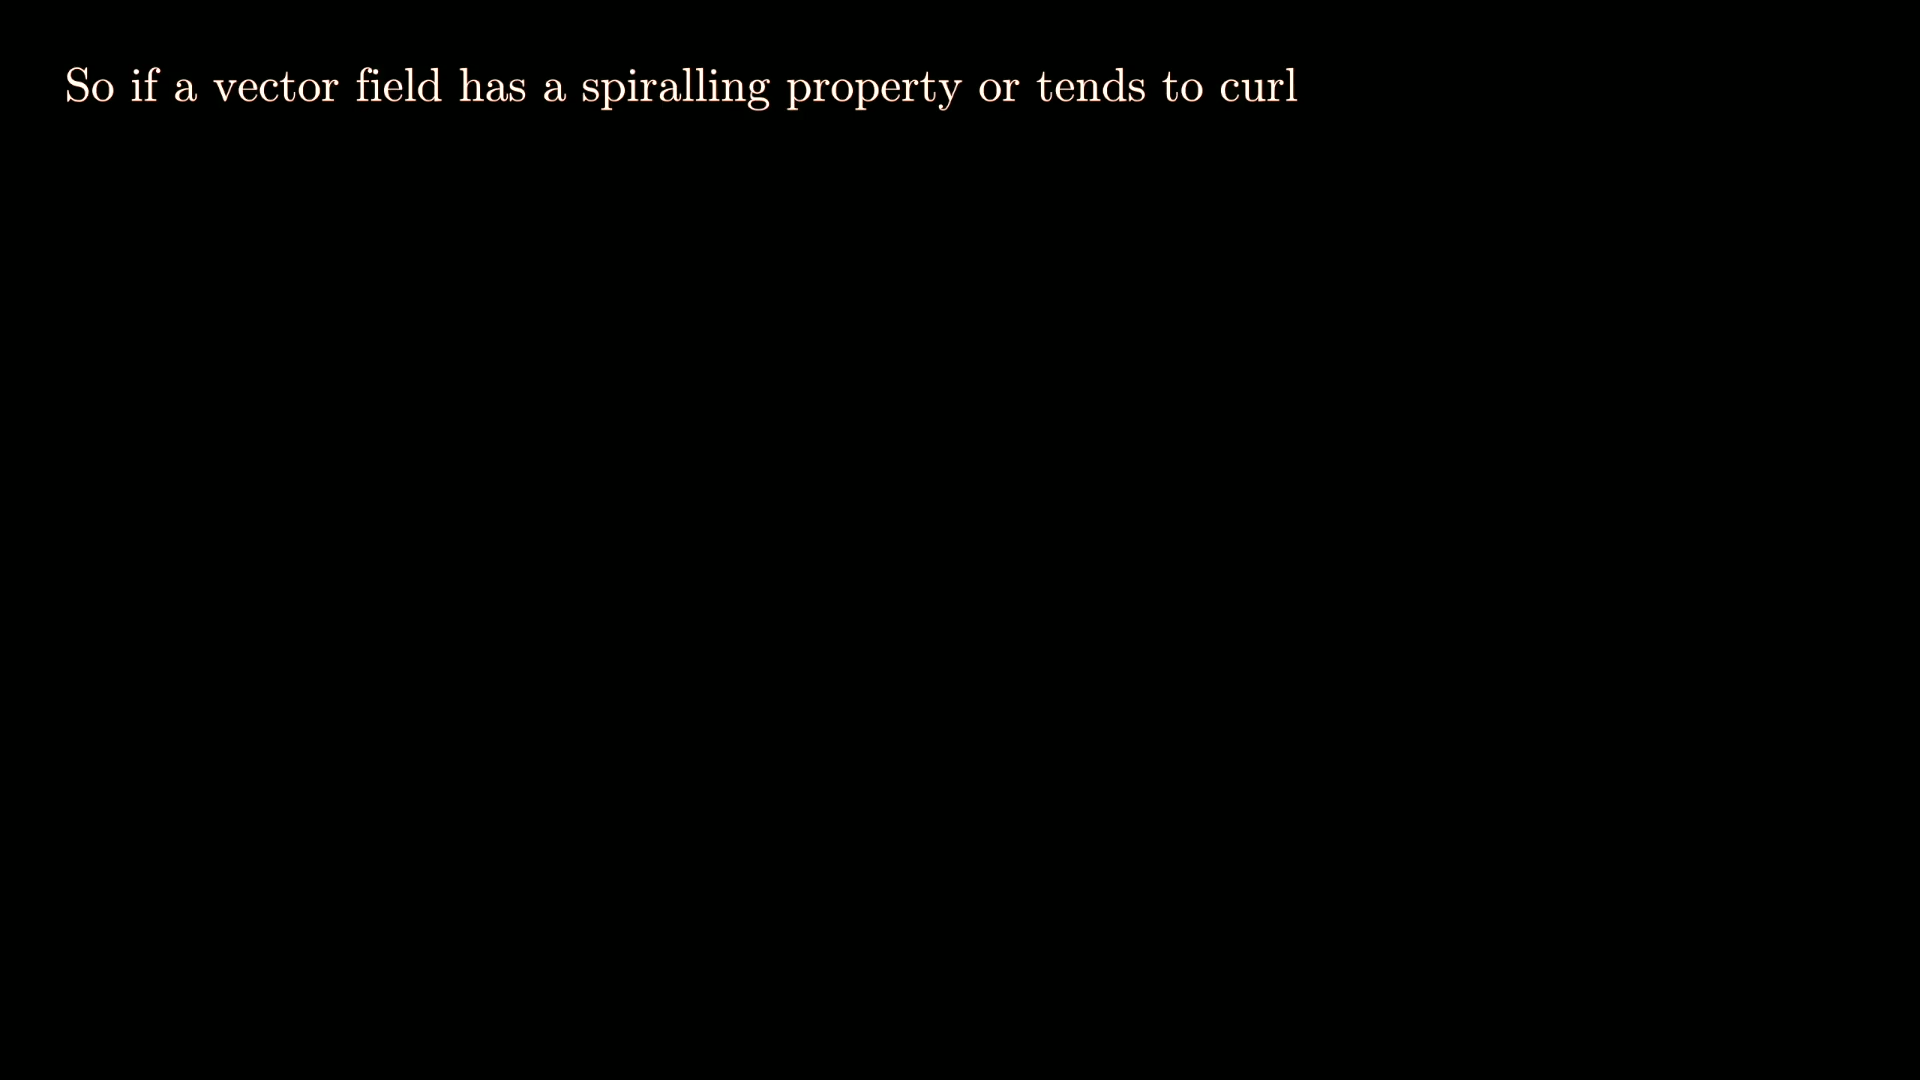 So if a vector field has a spiralling property or tends to curl